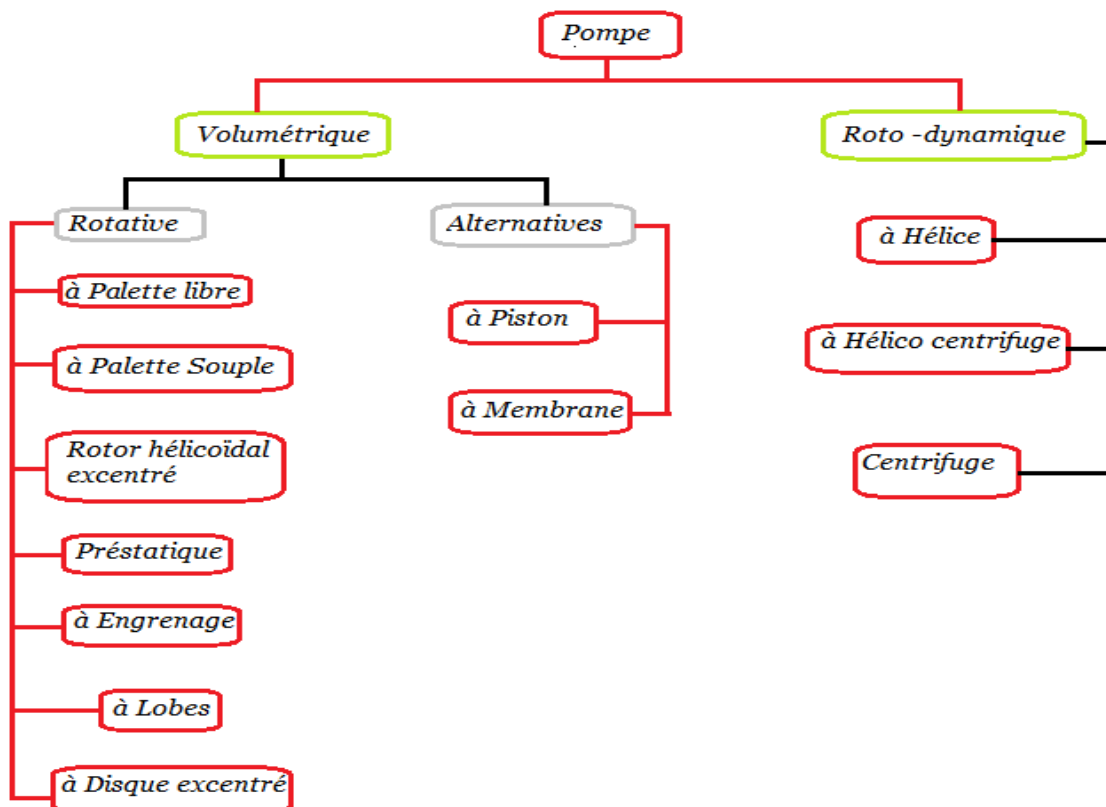 Pompe
Volumétrique
Roto -dynamique
Rotative
Alternatives
à Hélice
à Palette libre
à Piston
à Hélico centrifuge
à Palette Souple
à Membrane
Rotor hélicoïdal
excentré
Centrifuge
Préstatique
à Engrenage
à Lobes
à Disque excentré